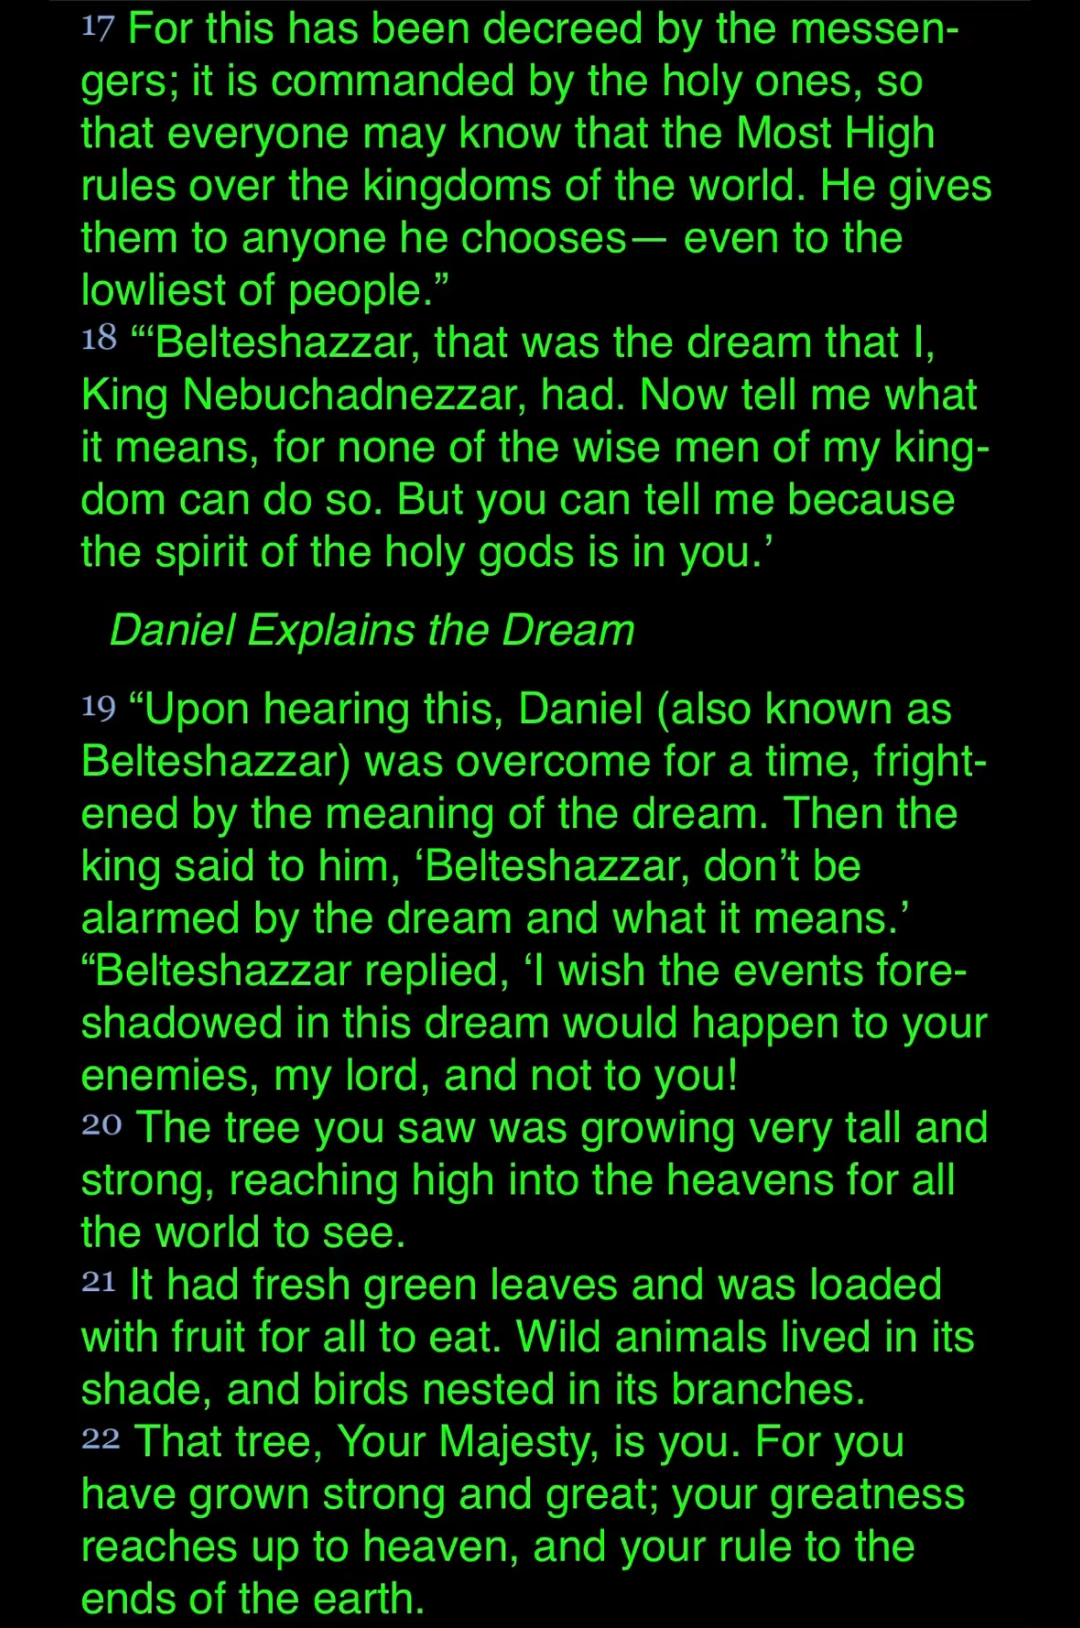 17 For this has been decreed by the messen-
gers; it is commanded by the holy ones, so
that everyone may know that the Most High
rules over the kingdoms of the world. He gives
them to anyone he chooses— even to the
lowliest of people.”
18 “‘Belteshazzar, that was the dream that I,
King Nebuchadnezzar, had. Now tell me what
it means, for none of the wise men of my king-
dom can do so. But you can tell me because
the spirit of the holy gods is in you.’
Daniel Explains the Dream
19 “Upon hearing this, Daniel (also known as
Belteshazzar) was overcome for a time, fright-
ened by the meaning of the dream. Then the
king said to him, ‘Belteshazzar, don’t be
alarmed by the dream and what it means.’
“Belteshazzar replied, ‘I wish the events fore-
shadowed in this dream would happen to your
enemies, my lord, and not to you!
20 The tree you saw was growing very tall and
strong, reaching high into the heavens for all
the world to see.
21 It had fresh green leaves and was loaded
with fruit for all to eat. Wild animals lived in its
shade, and birds nested in its branches.
22 That tree, Your Majesty, is you. For you
have grown strong and great; your greatness
reaches up to heaven, and your rule to the
ends of the earth.